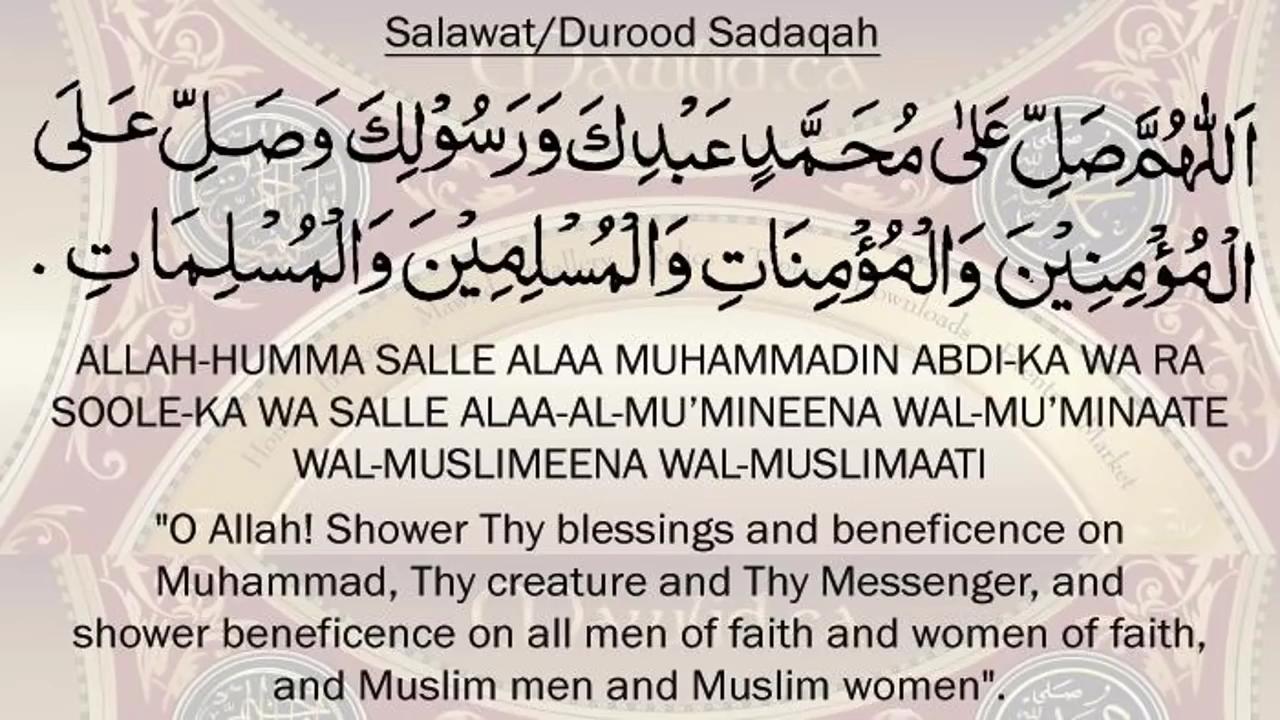 Salawat/Durood Sadaqah
اَللّٰهُمَّ صَلِّ عَلٰی مُحَمَّدٍ عَبْدِكَ وَرَسُوْلِكَ وَصَلِّ عَلَی
الْمُؤْمِنِيْنَ وَالْمُؤْمِنَاتِ وَالْمُسْلِمِيْنَ وَالْمُسْلِمَاتِ .
ALLAH-HUMMA SALLE ALAA MUHAMMADIN ABDI-KA WA RA
SOOLE-KA WA SALLE ALAA-AL-MU’MINEENA WAL-MU’MINAATE
WAL-MUSLIMEENA WAL-MUSLIMAATI
"O Allah! Shower Thy blessings and beneficence on
Muhammad, Thy creature and Thy Messenger, and
shower beneficence on all men of faith and women of faith,
and Muslim men and Muslim women".